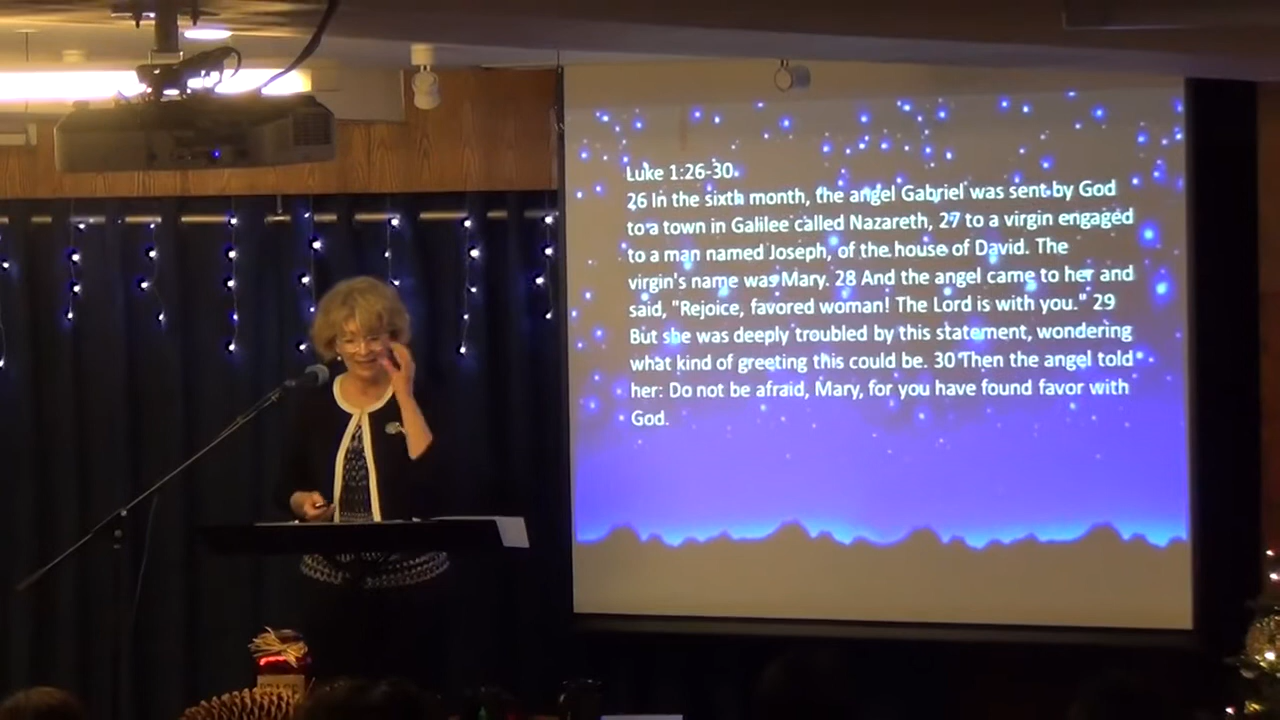 Luke 1:26-30.
26 In the sixth month, the angel Gabriel was sent by God
to a town in Galilee called Nazareth, 27 to a virgin engaged
to a man named Joseph, of the house of David. The
virgin's name was Mary. 28 And the angel came to her and
said, "Rejoice, favored woman! The Lord is with you." 29
But she was deeply troubled by this statement, wondering
what kind of greeting this could be. 30 Then the angel told
her: Do not be afraid, Mary, for you have found favor with
God.